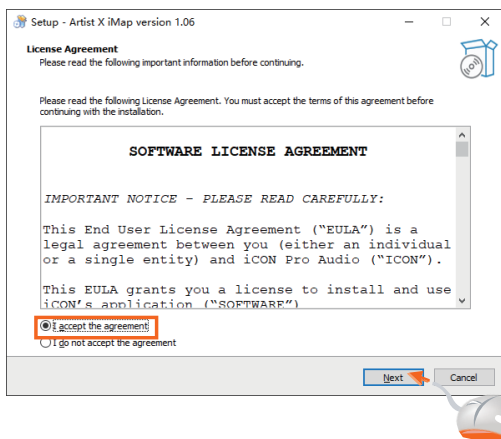 Setup - Artist X iMap version 1.06
License Agreement
Please read the following important information before continuing.
Please read the following License Agreement. You must accept the terms of this agreement before
continuing with the installation.
SOFTWARE LICENSE AGREEMENT
IMPORTANT NOTICE – PLEASE READ CAREFULLY:
This End User License Agreement (“EULA”) is a
legal agreement between you (either an individual
or a single entity) and iCON Pro Audio (“ICON”).
This EULA grants you a license to install and use
iCON’s application (“SOFTWARE”)
I accept the agreement
I do not accept the agreement
Next
Cancel